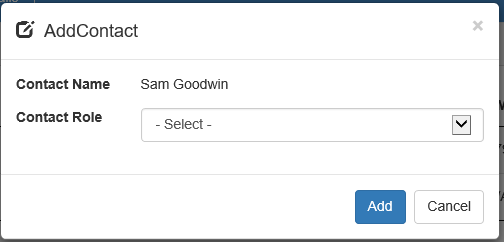 AddContact
×
Contact Name Sam Goodwin
Contact Role - Select -
Add Cancel